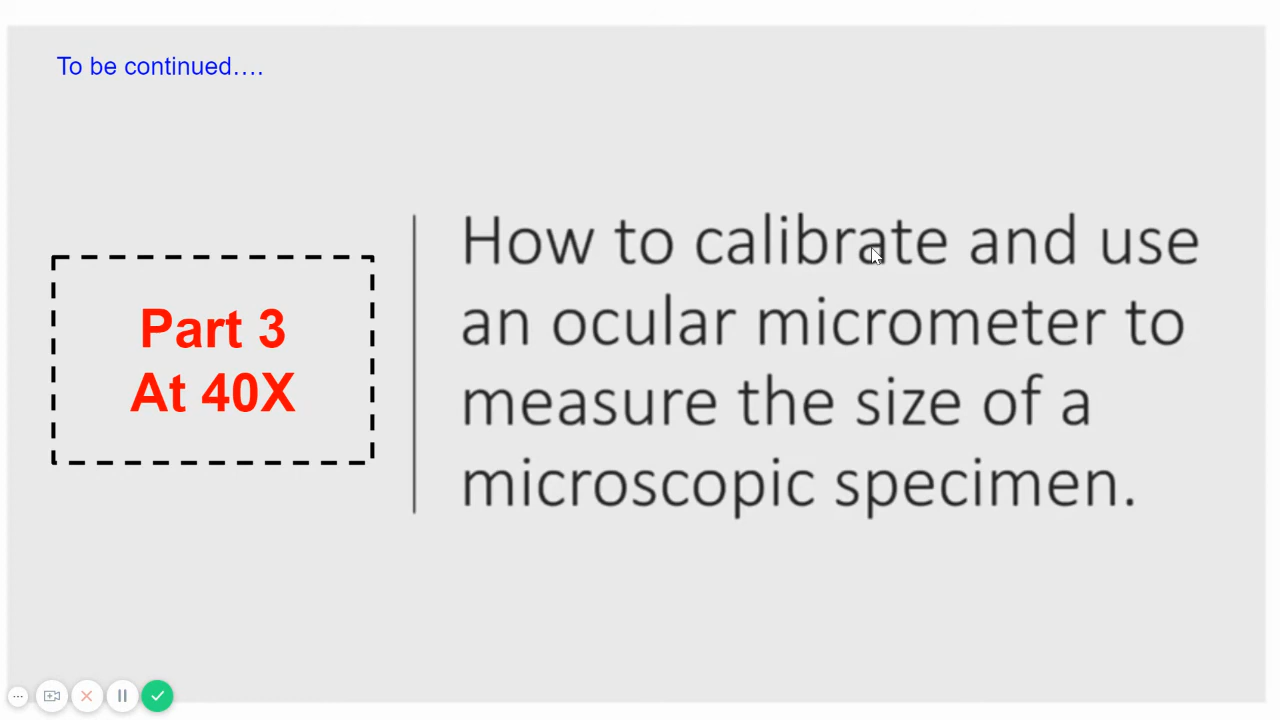 To be continued....
Part 3
At 40X
How to calibrate and use
an ocular micrometer to
measure the size of a
microscopic specimen.